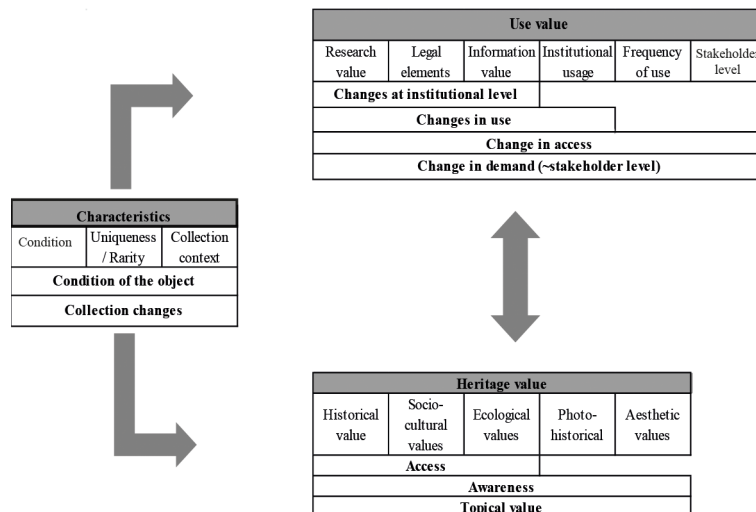 Use value
Research value
Legal elements
Information value
Institutional usage
Frequency of use
Stakeholder level
Changes at institutional level
Changes in use
Change in access
Change in demand (~stakeholder level)
Characteristics
Condition
Uniqueness / Rarity
Collection context
Condition of the object
Collection changes
Heritage value
Historical value
Socio-cultural values
Ecological values
Photo-historical
Aesthetic values
Access
Awareness
Topical value